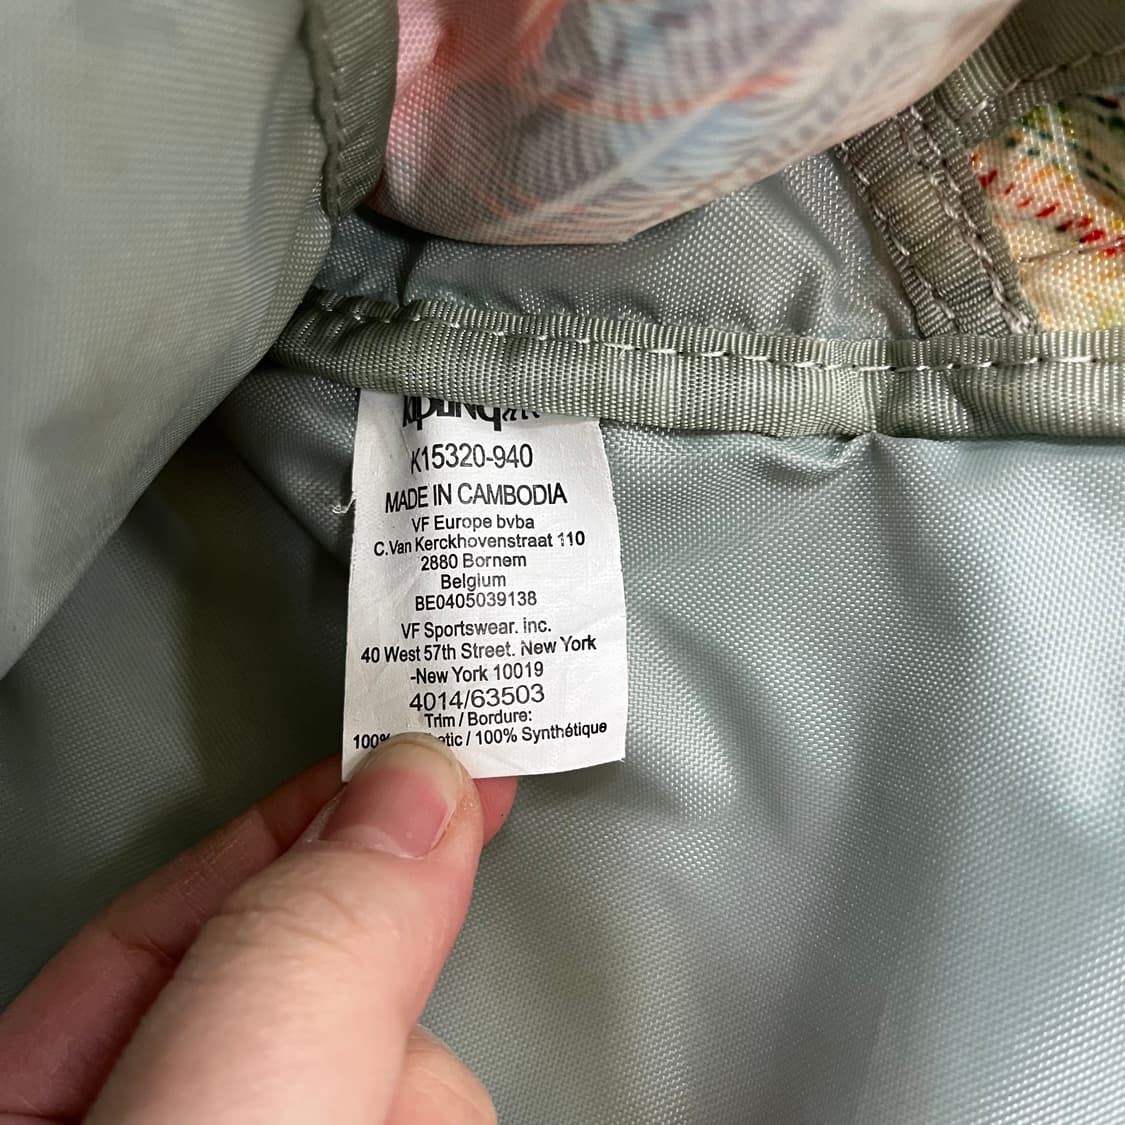 Kipling
K15320-940
MADE IN CAMBODIA
VF Europe bvba
C.Van Kerckhovenstraat 110
2880 Bornem
Belgium
BE0405039138
VF Sportswear. inc.
40 West 57th Street. New York
-New York 10019
4014/63503
Trim / Bordure:
100% / 100% Synthétique